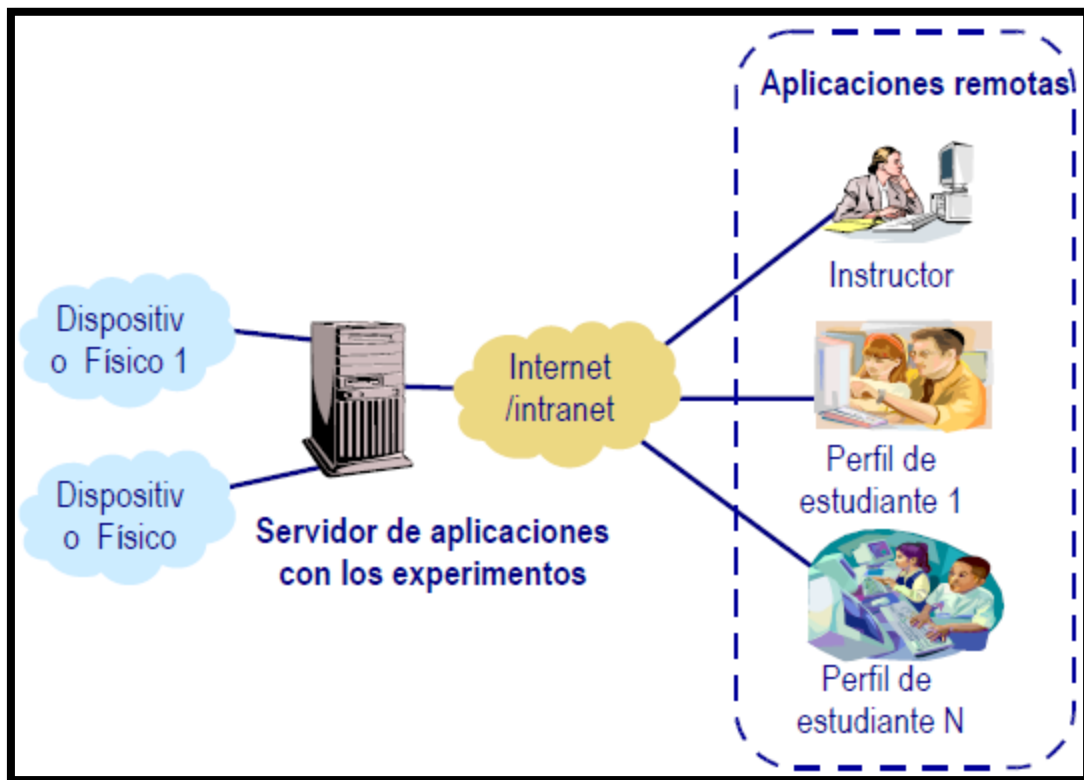 Aplicaciones remotas
Instructor
Dispositiv
o Físico 1
Internet
/intranet
Perfil de
estudiante 1
Dispositiv
o Físico
Servidor de aplicaciones
con los experimentos
Perfil de
estudiante N